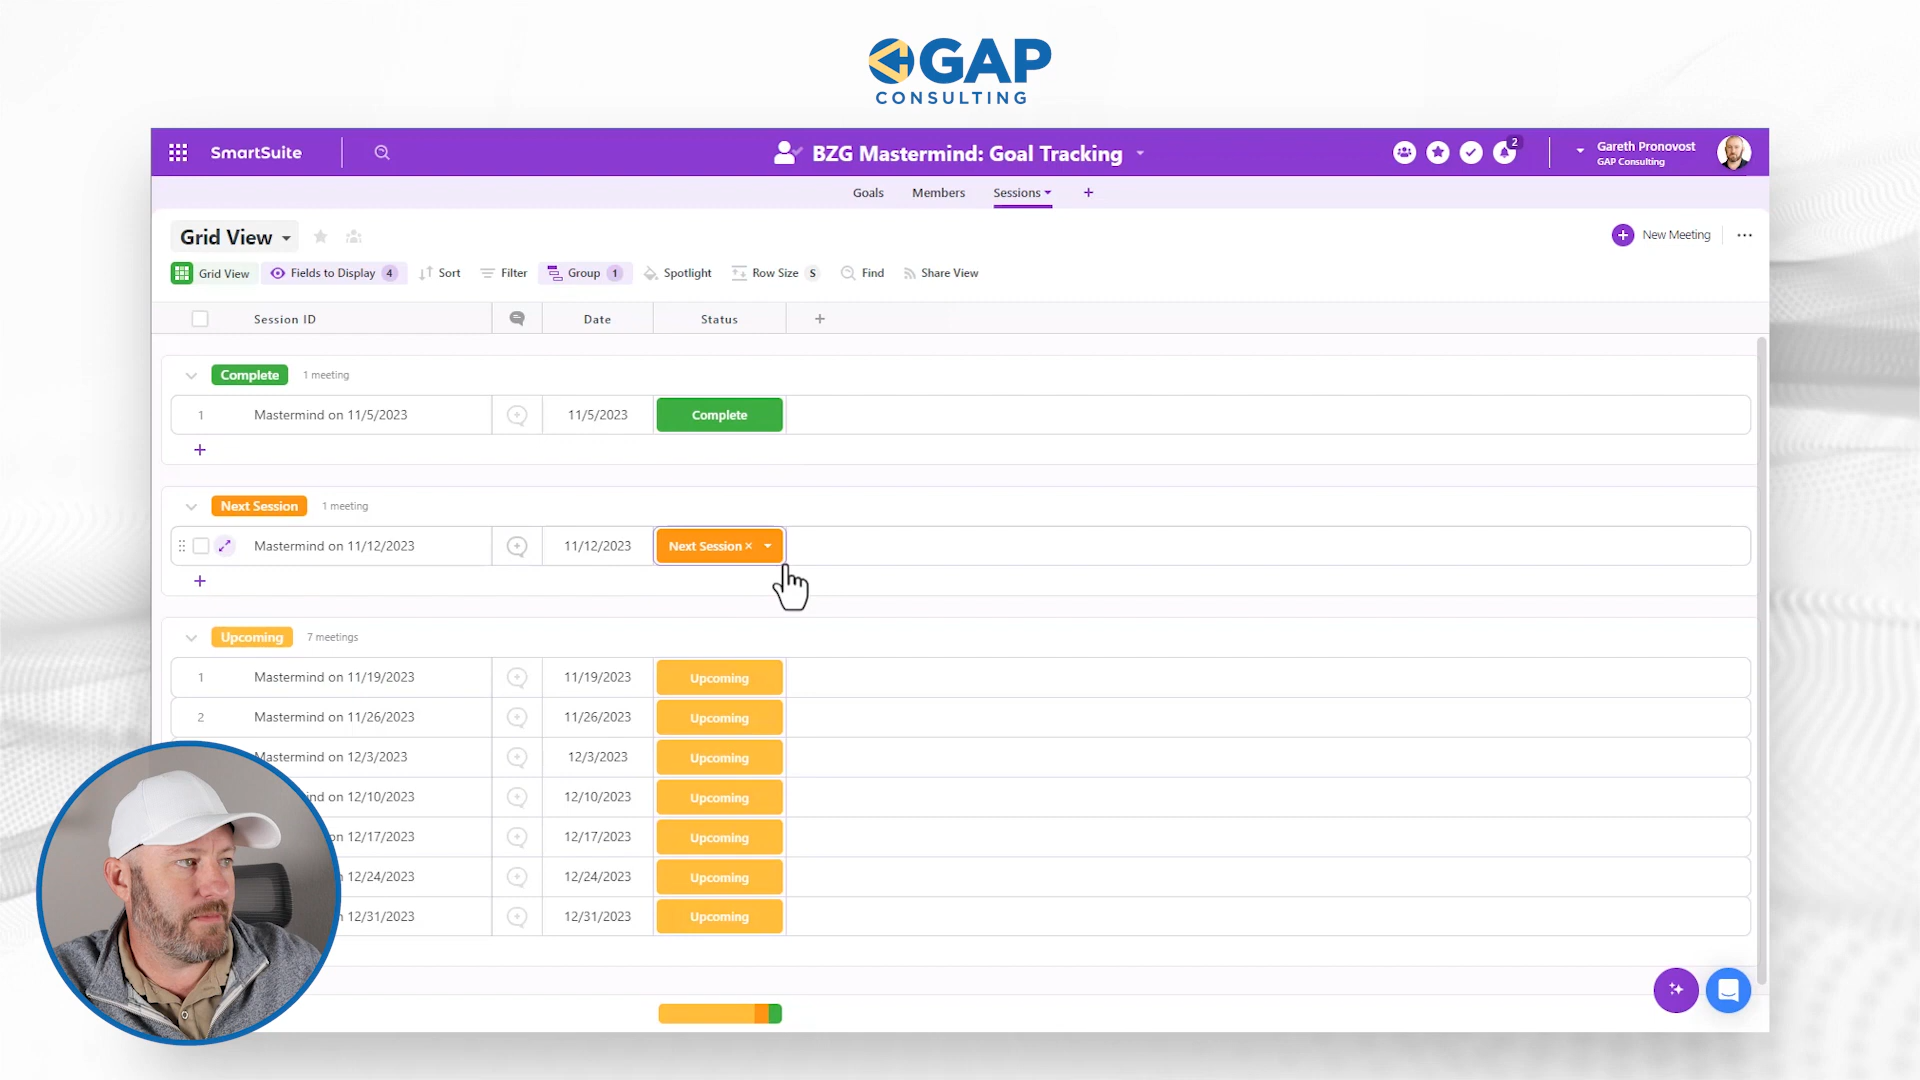 GAP
CONSULTING
SmartSuite
BZG Mastermind: Goal Tracking
2
Gareth Pronovost
GAP Consulting
Goals
Members
Sessions
+
Grid View
+ New Meeting
Grid View
Fields to Display 4
Sort
Filter
Group 1
Spotlight
Row Size S
Find
Share View
Session ID
Date
Status
+
Complete
1 meeting
1 Mastermind on 11/5/2023 11/5/2023 Complete
+
Next Session
1 meeting
Mastermind on 11/12/2023 11/12/2023 Next Session ×
+
Upcoming
7 meetings
1 Mastermind on 11/19/2023 11/19/2023 Upcoming
2 Mastermind on 11/26/2023 11/26/2023 Upcoming
Mastermind on 12/3/2023 12/3/2023 Upcoming
on 12/10/2023 12/10/2023 Upcoming
on 12/17/2023 12/17/2023 Upcoming
12/24/2023 12/24/2023 Upcoming
12/31/2023 12/31/2023 Upcoming